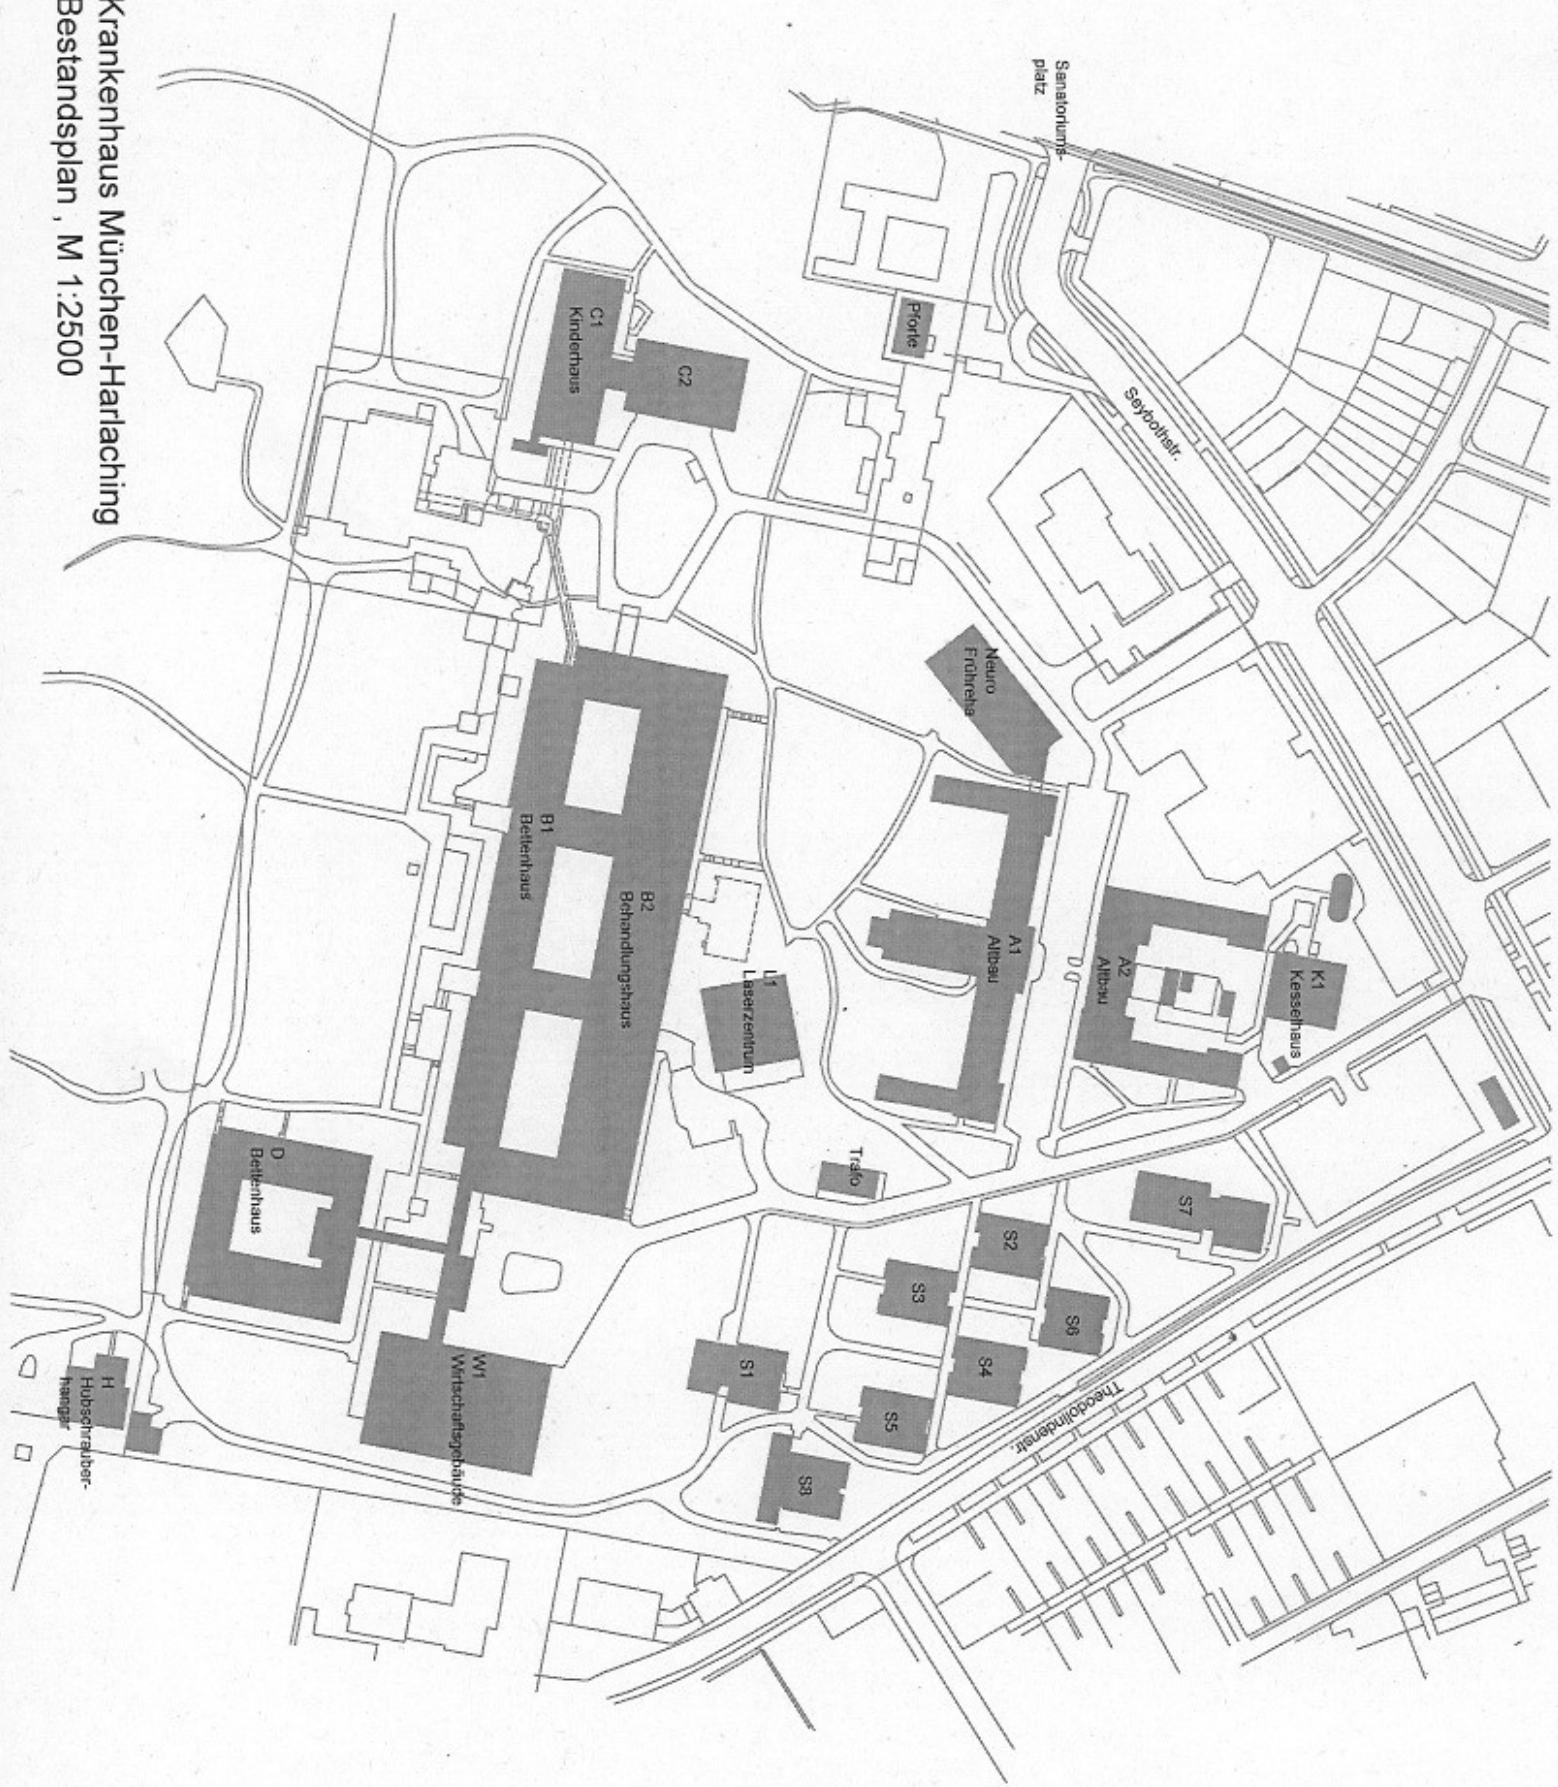 Krankenhaus München-Harlaching
Bestandsplan , M 1:2500
Sanatoriums-
platz
Seybothstr.
Pforte
C1
Kinderhaus
C2
Neuro
Frühreha
K1
Kesselhaus
A2
Altbau
A1
Altbau
B1
Bettenhaus
B2
Behandlungshaus
L1
Laserzentrum
Trafo
S7
S2
S3
S6
S4
S1
S5
S8
Theodolindenstr.
D
Bettenhaus
W1
Wirtschaftsgebäude
H
Hubschrauber-
hangar